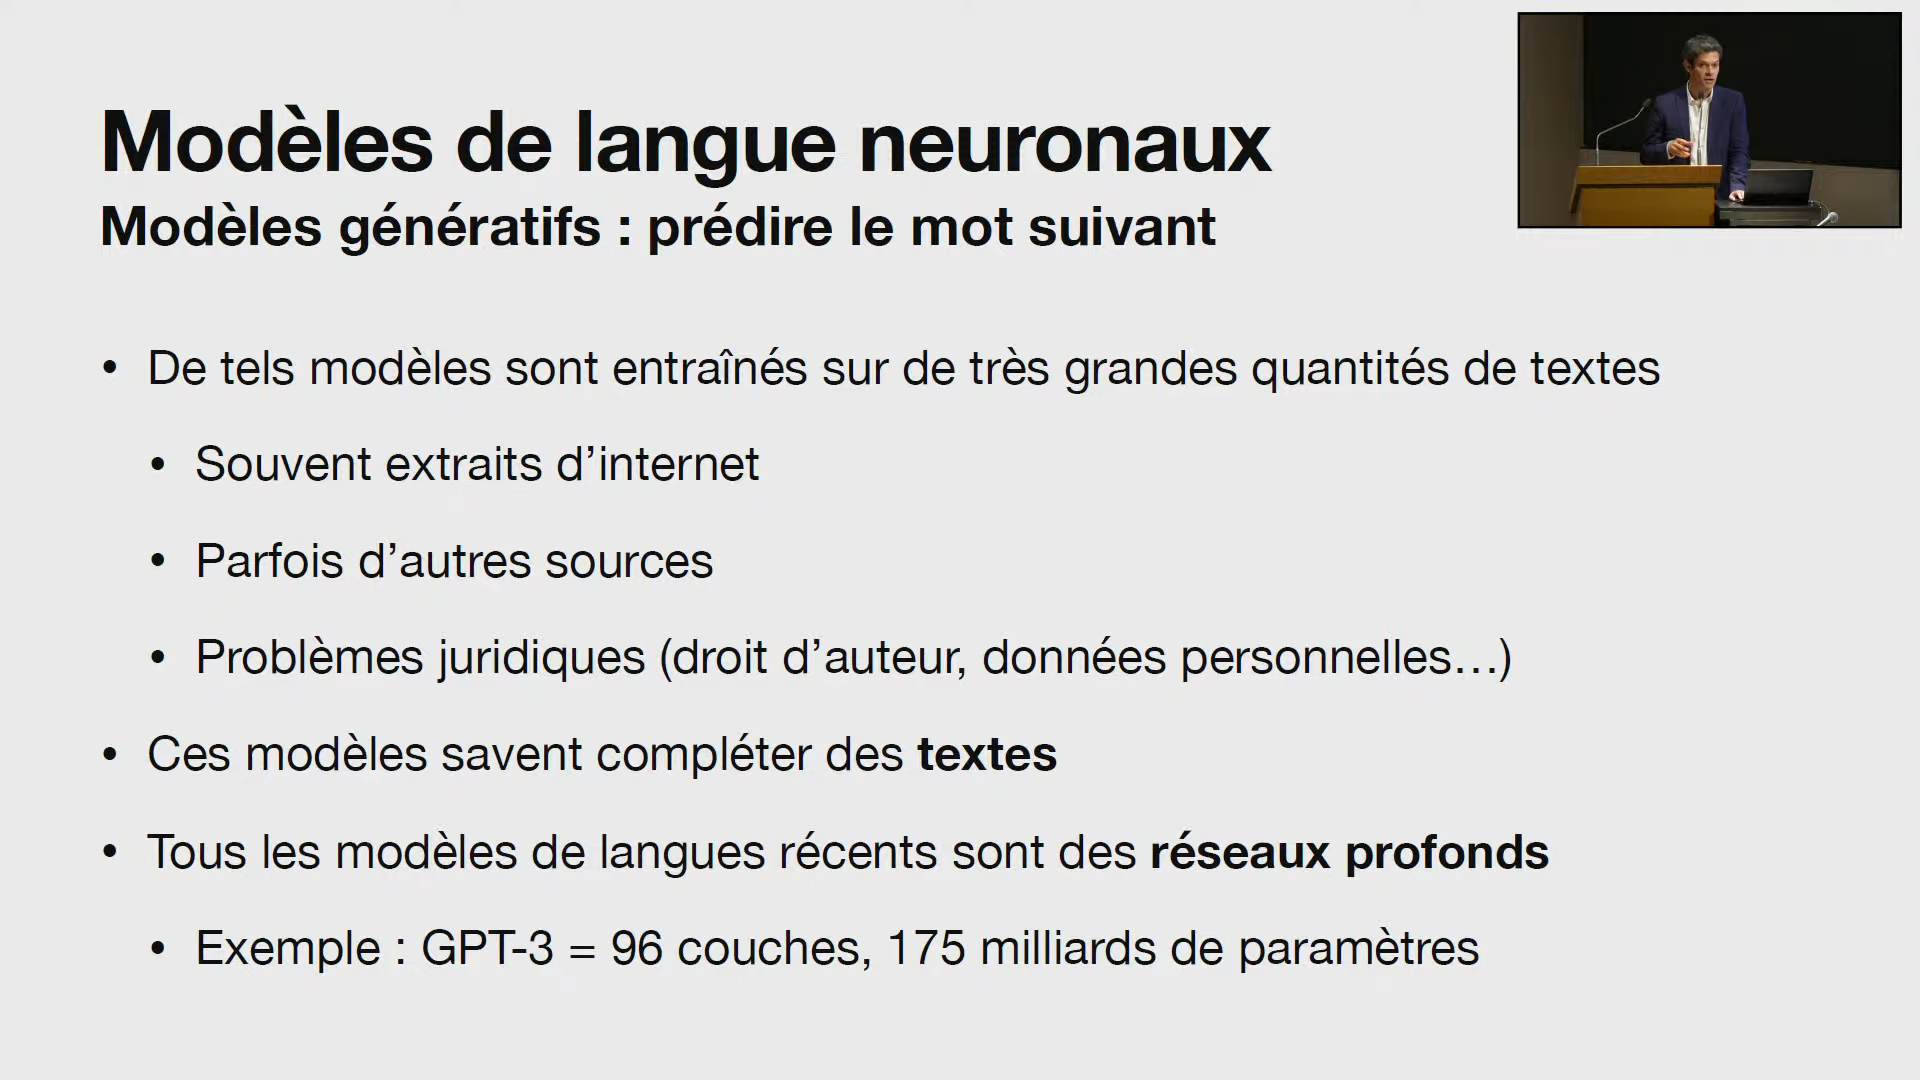 Modèles de langue neuronaux
Modèles génératifs : prédire le mot suivant
• De tels modèles sont entraînés sur de très grandes quantités de textes
• Souvent extraits d’internet
• Parfois d’autres sources
• Problèmes juridiques (droit d’auteur, données personnelles…)
• Ces modèles savent compléter des textes
• Tous les modèles de langues récents sont des réseaux profonds
• Exemple : GPT-3 = 96 couches, 175 milliards de paramètres